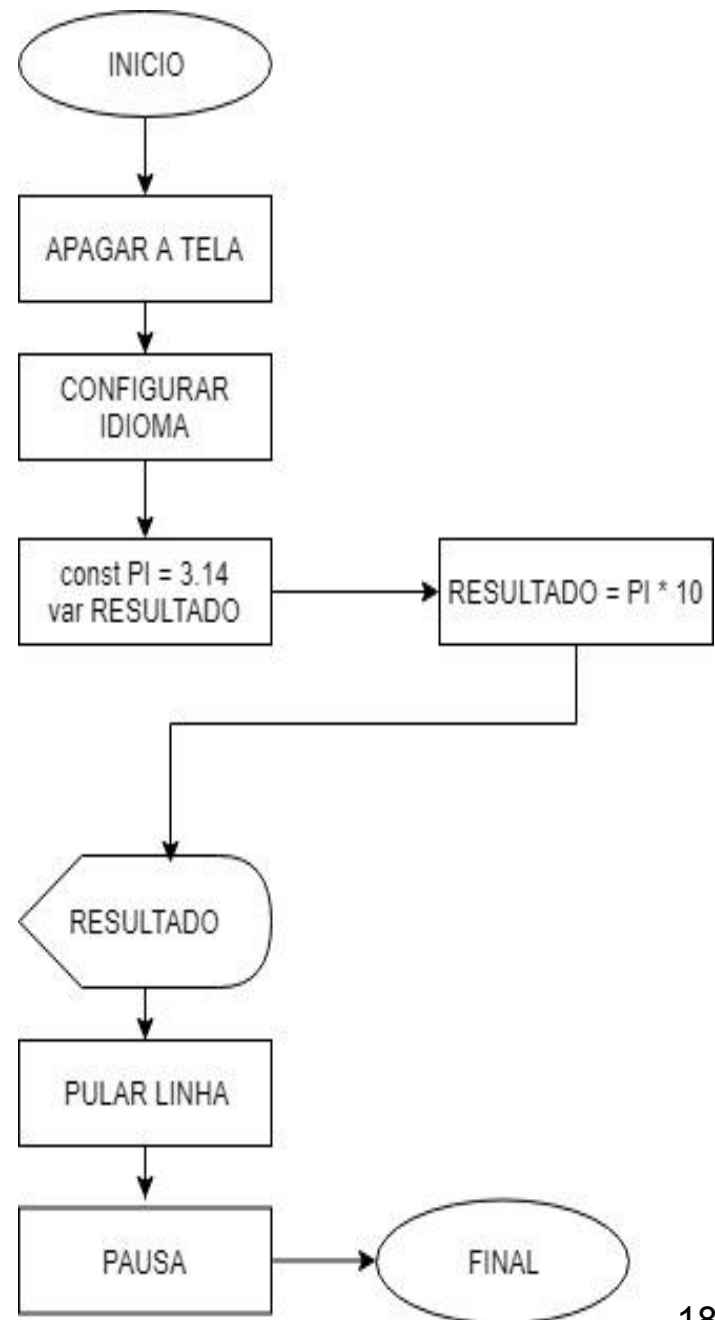 INICIO
APAGAR A TELA
CONFIGURAR
IDIOMA
const PI = 3.14
var RESULTADO
RESULTADO = PI * 10
RESULTADO
PULAR LINHA
PAUSA
FINAL
18